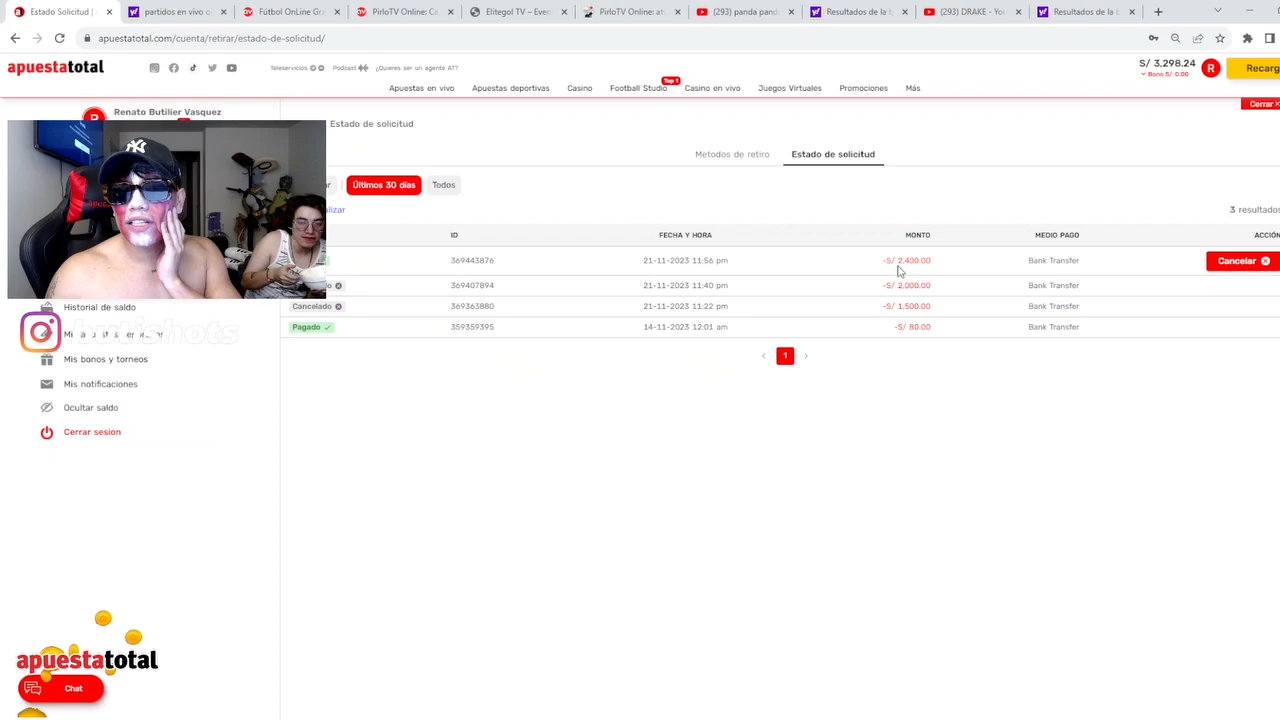 Estado Solicitud |
partidos en vivo o
Fútbol OnLine Gra
PirloTV Online: Ca
Elitegol TV – Even
PirloTV Online: at
(293) panda pand
Resultados de la b
(293) DRAKE - Yo
Resultados de la b
apuestatotal.com/cuenta/retirar/estado-de-solicitud/
apuestatotal
Teleservicios
Podcast
¿Quieres ser un agente AT?
S/ 3,298.24
Bono S/ 0.00
R
Recarg
Top 1
Apuestas en vivo
Apuestas deportivas
Casino
Football Studio
Casino en vivo
Juegos Virtuales
Promociones
Más
Cerrar X
R
Renato Butilier Vasquez
Estado de solicitud
Metodos de retiro
Estado de solicitud
Últimos 30 días
Todos
3 resultados
ID
FECHA Y HORA
MONTO
MEDIO PAGO
ACCIÓN
369443876
21-11-2023 11:56 pm
-S/ 2,400.00
Bank Transfer
Cancelar
369407894
21-11-2023 11:40 pm
-S/ 2,000.00
Bank Transfer
Cancelado
369363880
21-11-2023 11:22 pm
-S/ 1,500.00
Bank Transfer
Pagado
359359395
14-11-2023 12:01 am
-S/ 80.00
Bank Transfer
1
Historial de saldo
butishots
Mis bonos y torneos
Mis notificaciones
Ocultar saldo
Cerrar sesion
apuestatotal
Chat